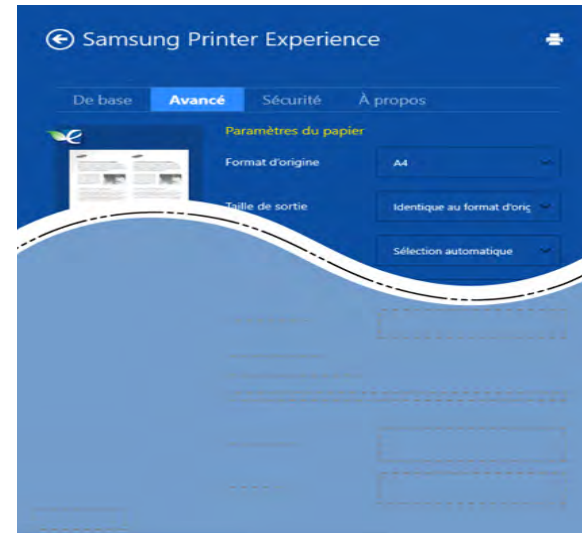 Samsung Printer Experience
De base Avancé Sécurité À propos
Paramètres du papier
Format d'origine A4
Taille de sortie Identique au format d'orig
Sélection automatique